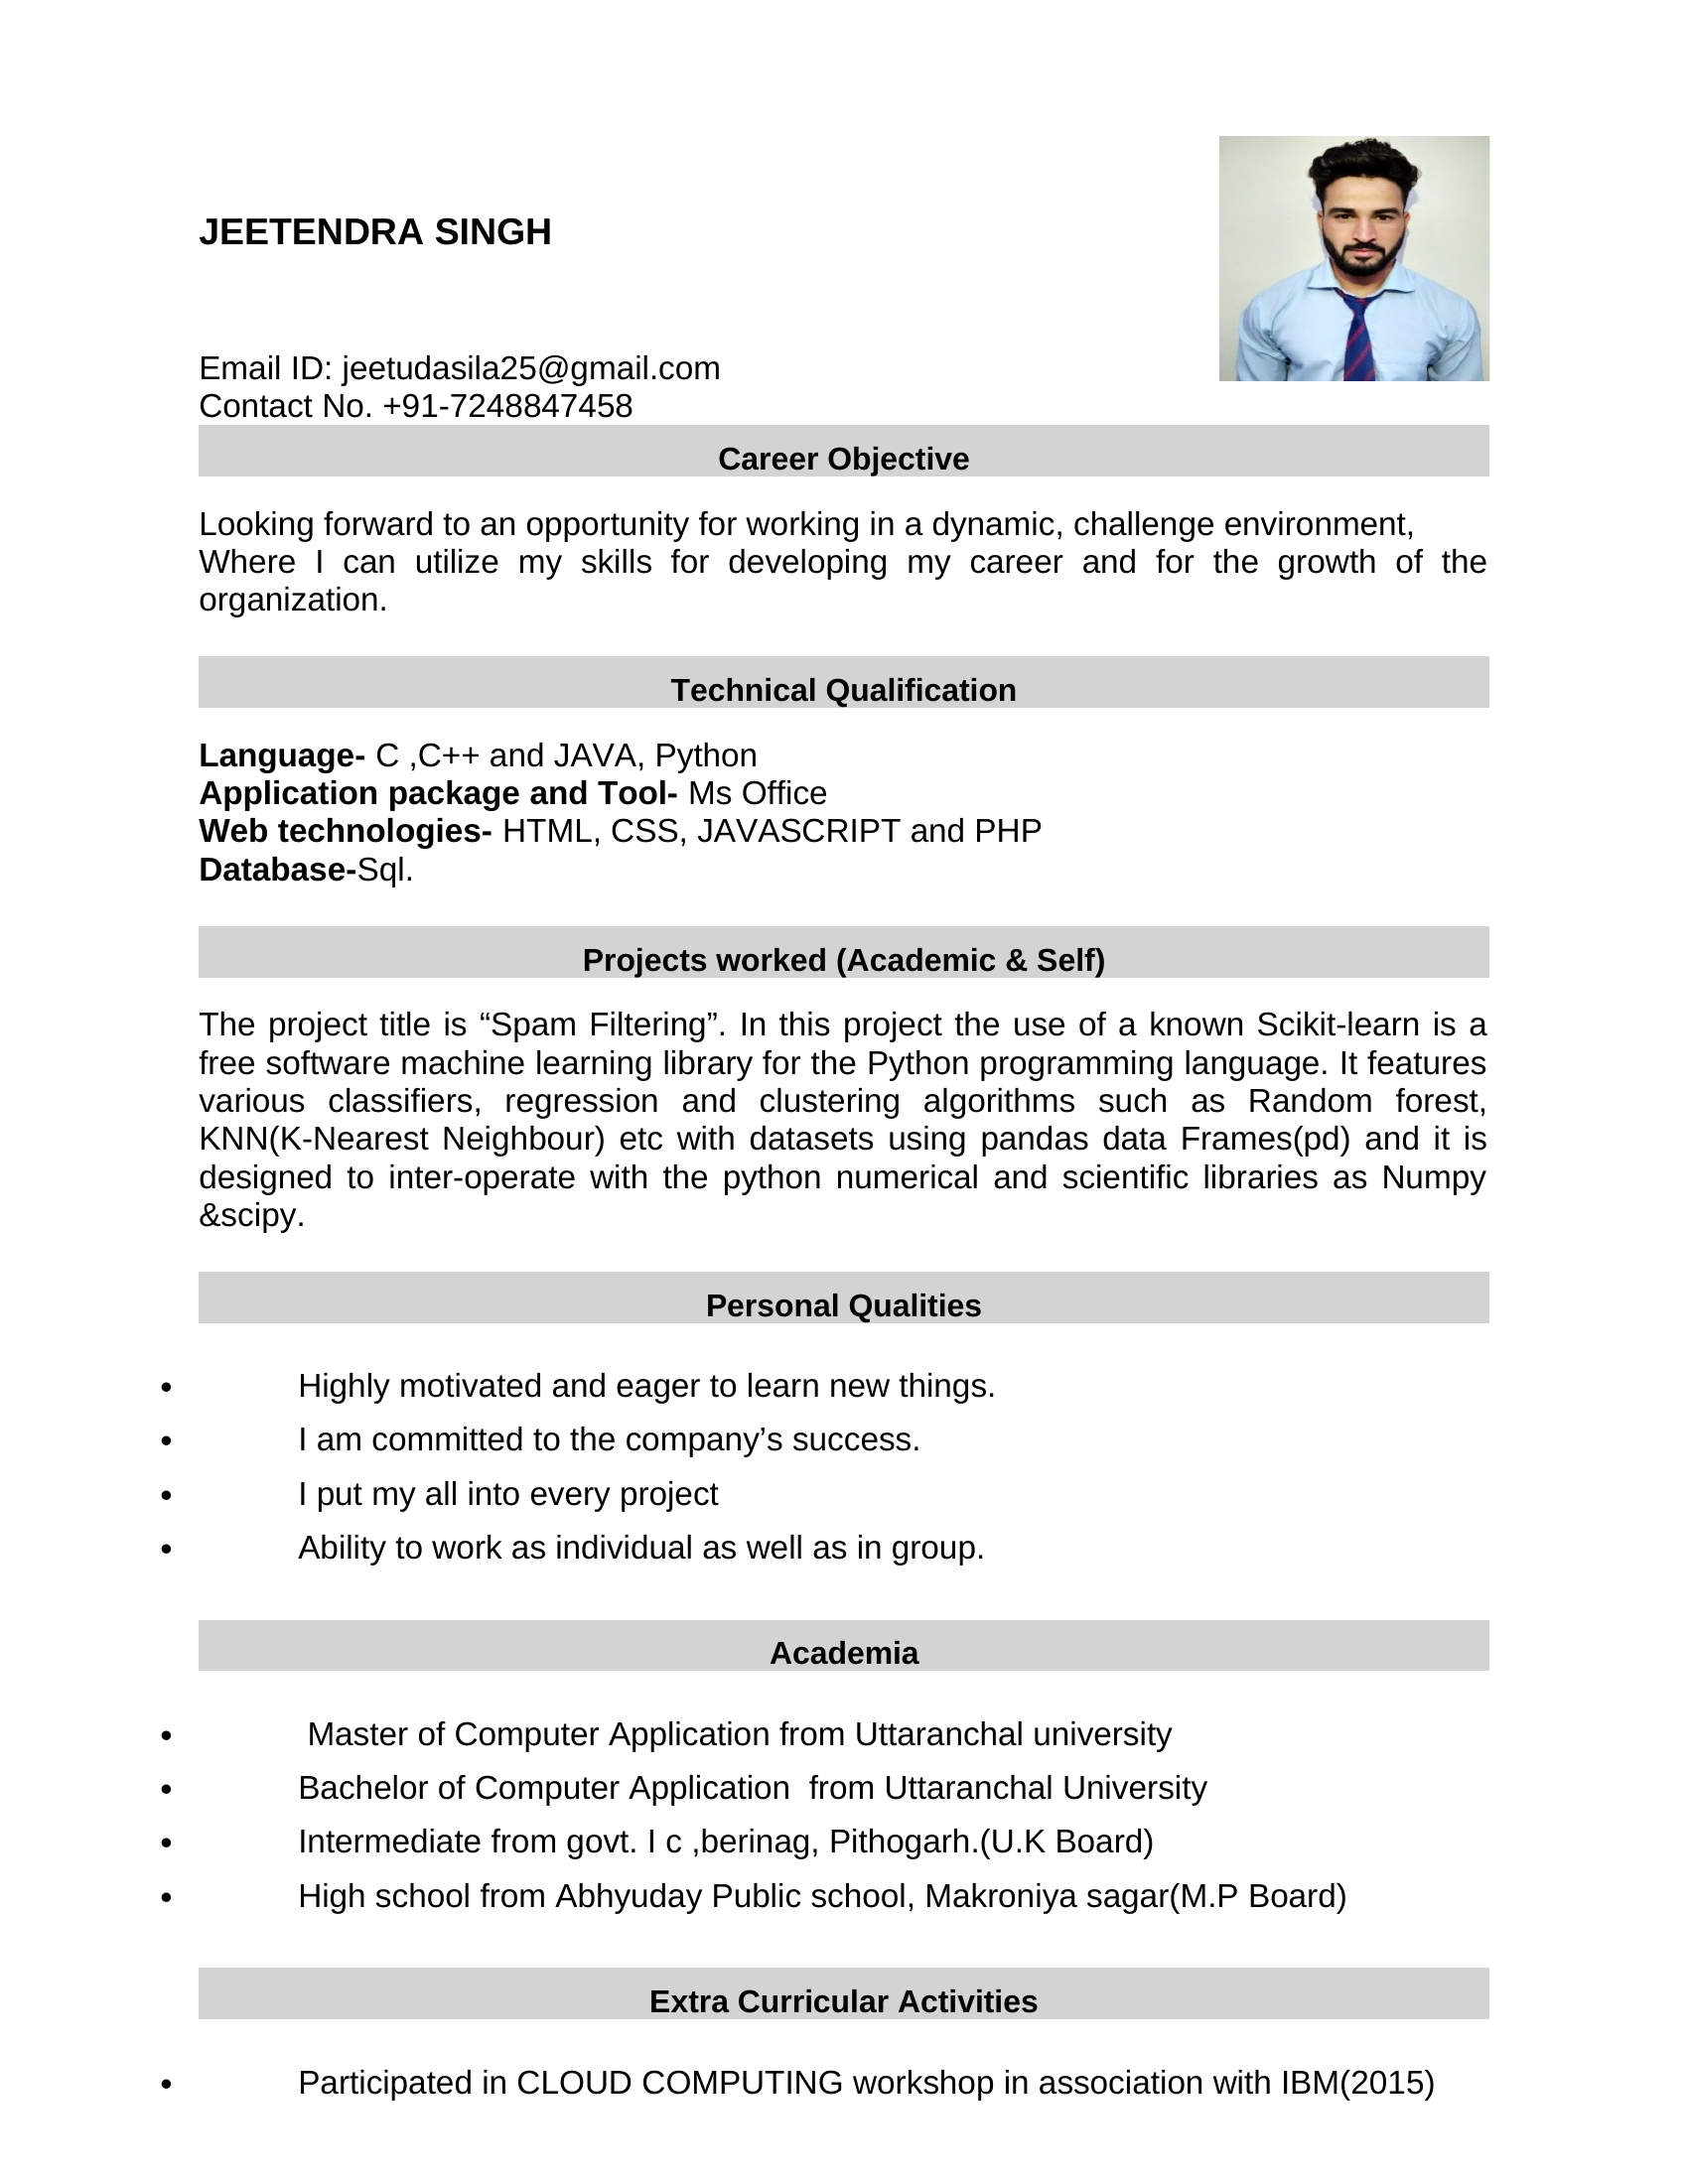 JEETENDRA SINGH
Email ID: jeetudasila25@gmail.com
Contact No. +91-7248847458
Career Objective
Looking forward to an opportunity for working in a dynamic, challenge environment,
Where I can utilize my skills for developing my career and for the growth of the
organization.
Technical Qualification
Language- C ,C++ and JAVA, Python
Application package and Tool- Ms Office
Web technologies- HTML, CSS, JAVASCRIPT and PHP
Database-Sql.
Projects worked (Academic & Self)
The project title is “Spam Filtering”. In this project the use of a known Scikit-learn is a
free software machine learning library for the Python programming language. It features
various classifiers, regression and clustering algorithms such as Random forest,
KNN(K-Nearest Neighbour) etc with datasets using pandas data Frames(pd) and it is
designed to inter-operate with the python numerical and scientific libraries as Numpy
&scipy.
Personal Qualities
• Highly motivated and eager to learn new things.
• I am committed to the company’s success.
• I put my all into every project
• Ability to work as individual as well as in group.
Academia
• Master of Computer Application from Uttaranchal university
• Bachelor of Computer Application  from Uttaranchal University
• Intermediate from govt. I c ,berinag, Pithogarh.(U.K Board)
• High school from Abhyuday Public school, Makroniya sagar(M.P Board)
Extra Curricular Activities
• Participated in CLOUD COMPUTING workshop in association with IBM(2015)